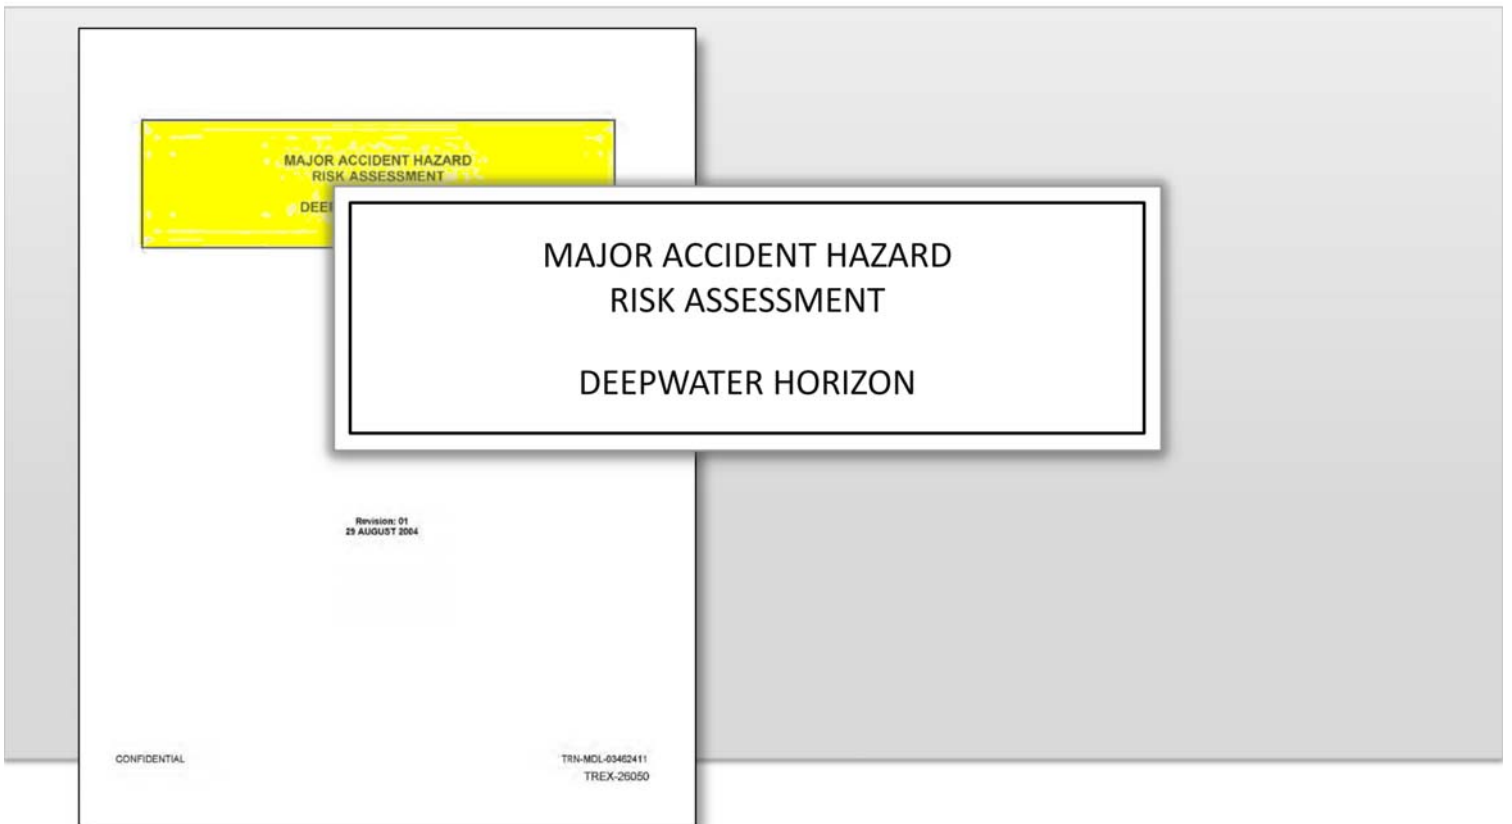 MAJOR ACCIDENT HAZARD
RISK ASSESSMENT
MAJOR ACCIDENT HAZARD
RISK ASSESSMENT
DEEPWATER HORIZON
Revision: 01
29 AUGUST 2004
CONFIDENTIAL
TRN-MDL-03462411
TREX-26050